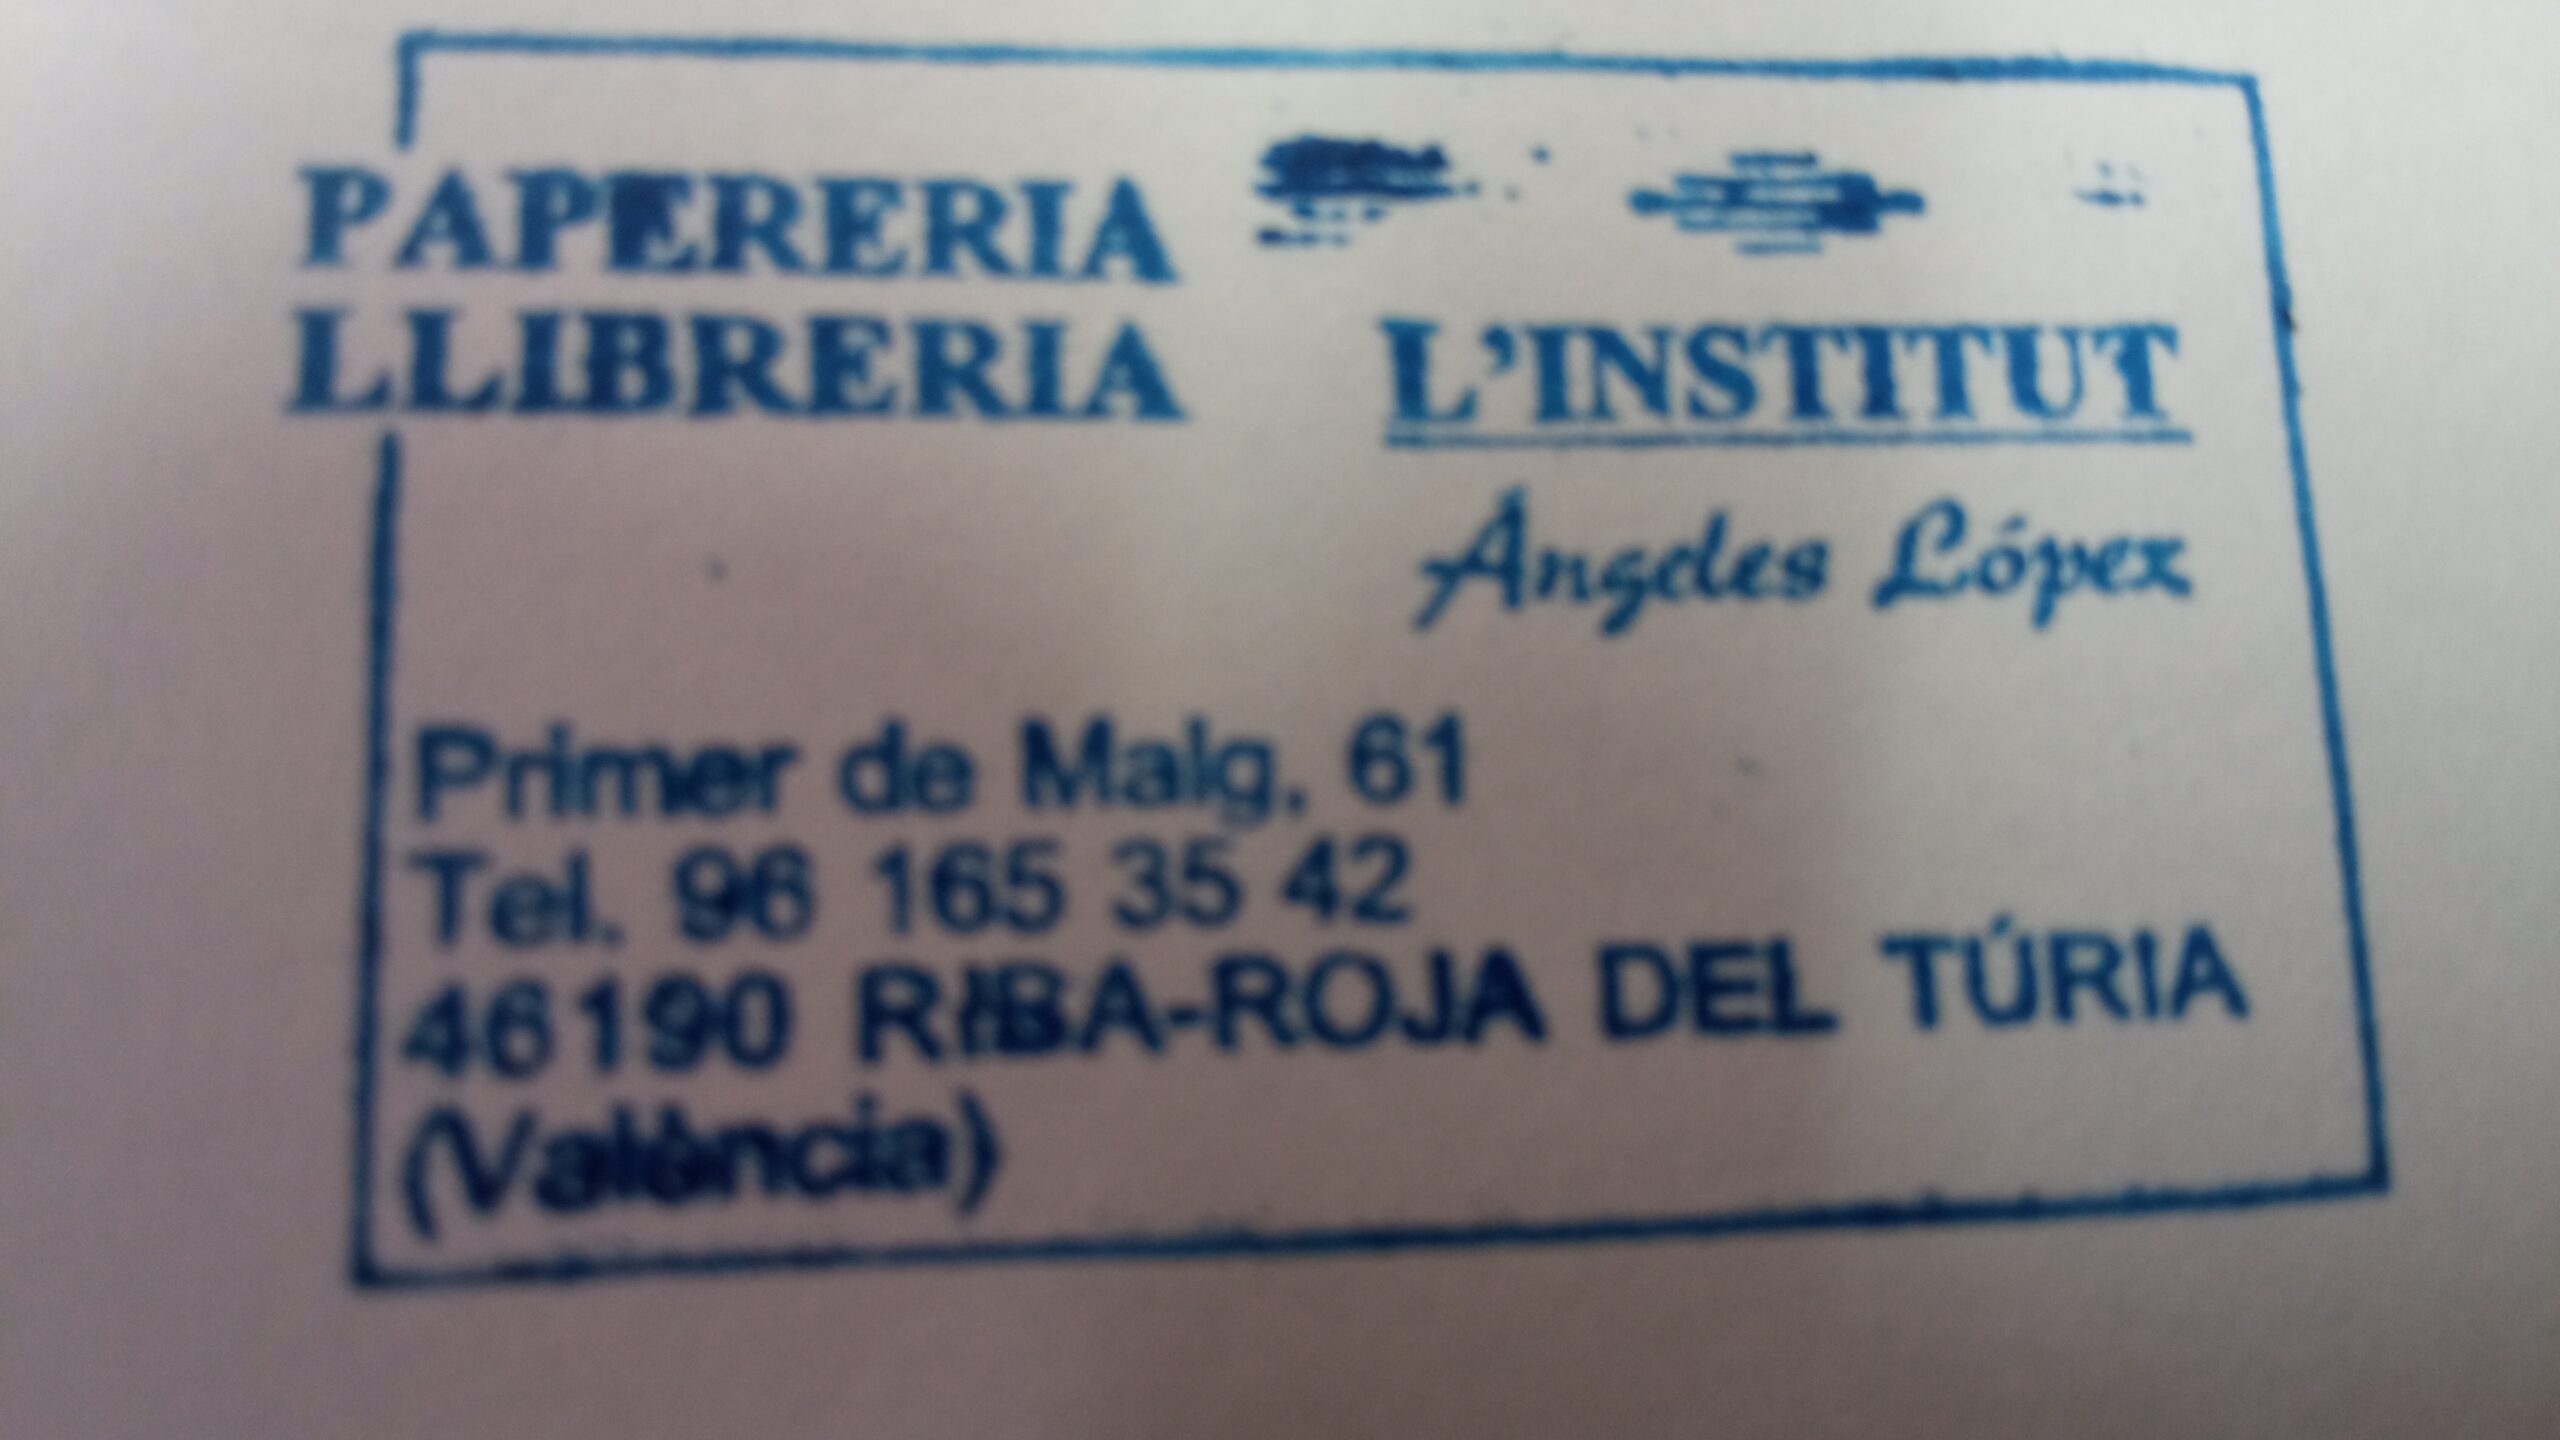 PAPERERIA
LLIBRERIA
L'INSTITUT
Ángeles López
Primer de Maig, 61
Tel. 96 165 35 42
46190 RIBA-ROJA DEL TÚRIA
(València)